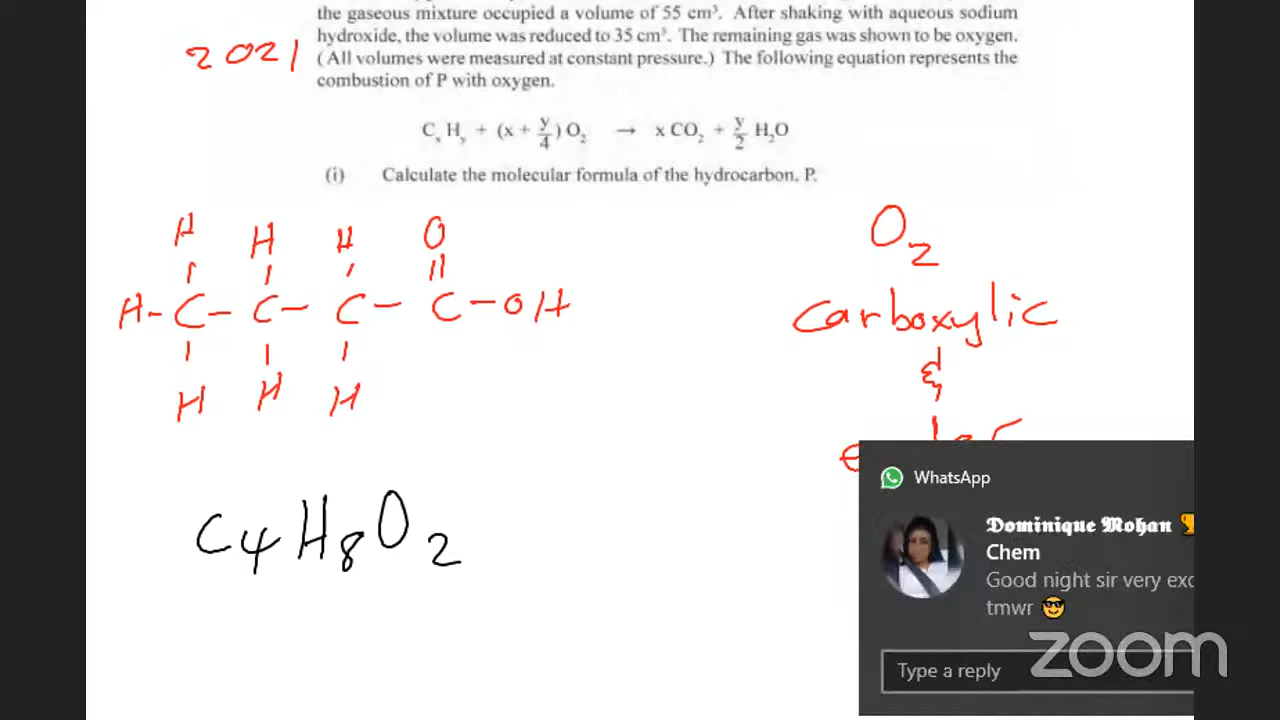 the gaseous mixture occupied a volume of 55 cm³. After shaking with aqueous sodium
hydroxide, the volume was reduced to 35 cm³. The remaining gas was shown to be oxygen.
(All volumes were measured at constant pressure.) The following equation represents the
combustion of P with oxygen.
2021
CₓHᵧ + (x + y/4) O₂ → x CO₂ + y/2 H₂O
(i) Calculate the molecular formula of the hydrocarbon. P.
H H H O
H-C-C-C-C-OH
H H H
O₂
carboxylic
&
C₄H₈O₂
WhatsApp
Dominique Mohan 🏆
Chem
Good night sir very exc
tmwr 😎
Type a reply
zoom